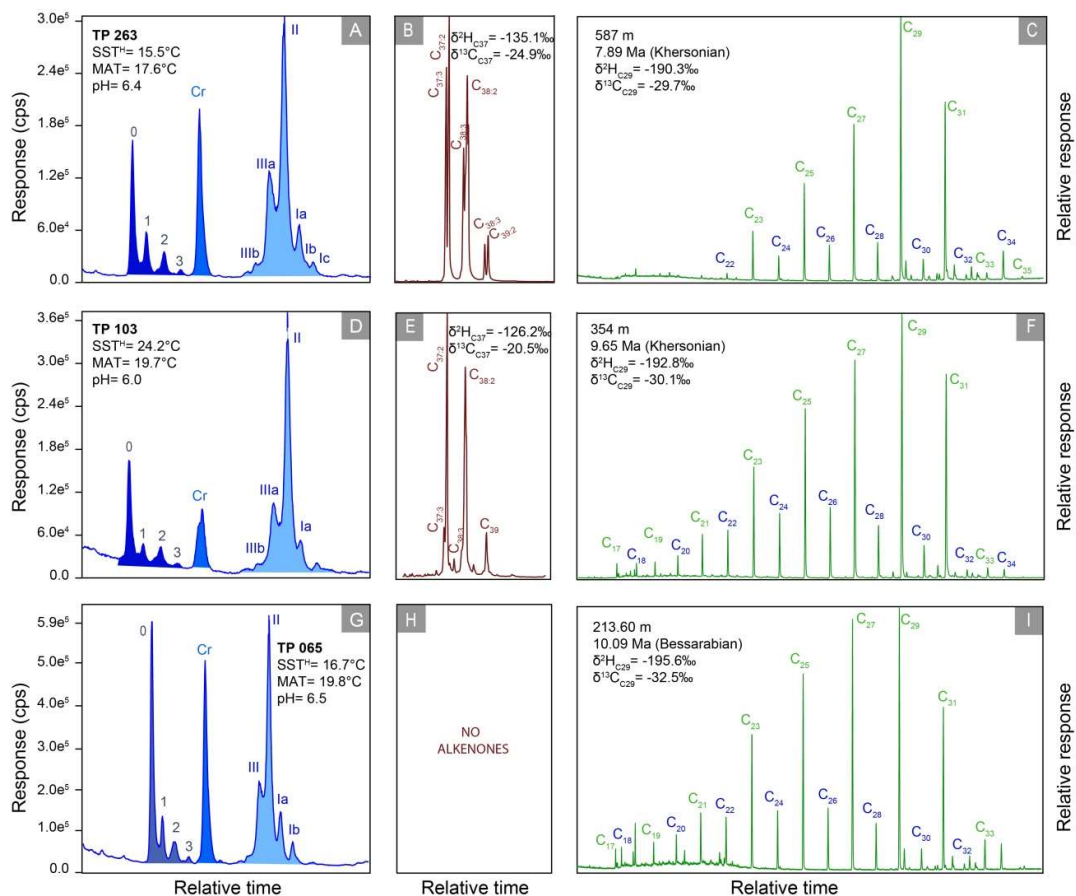 Response (cps)
3.0e⁵
2.4e⁵
1.8e⁵
1.2e⁵
6.0e⁴
0.0
TP 263
SSTᴴ= 15.5°C
MAT= 17.6°C
pH= 6.4
A
0
1
2
3
Cr
IIIb
IIIa
II
Ia
Ib
Ic
B
δ²H_C37 = -135.1‰
δ¹³C_C37 = -24.9‰
C37:3
C37:2
C38:3
C38:2
C38:3
C39:2
587 m
7.89 Ma (Khersonian)
δ²H_C29= -190.3‰
δ¹³C_C29= -29.7‰
C
C22
C23
C24
C25
C26
C27
C28
C29
C30
C31
C32
C33
C34
C35
Relative response
Response (cps)
3.6e⁵
3.0e⁵
2.4e⁵
1.8e⁵
1.2e⁵
6.0e⁴
0.0
TP 103
SSTᴴ= 24.2°C
MAT= 19.7°C
pH= 6.0
D
0
1
2
3
Cr
IIIb
IIIa
II
Ia
E
δ²H_C37 = -126.2‰
δ¹³C_C37 = -20.5‰
C37:3
C37:2
C38:3
C38:2
C39
354 m
9.65 Ma (Khersonian)
δ²H_C29= -192.8‰
δ¹³C_C29= -30.1‰
F
C17
C18
C19
C20
C21
C22
C23
C24
C25
C26
C27
C28
C29
C30
C31
C32
C33
C34
Relative response
Response (cps)
5.9e⁵
5.0e⁵
4.0e⁵
3.0e⁵
2.0e⁵
1.0e⁵
0.0
G
TP 065
SSTᴴ= 16.7°C
MAT= 19.8°C
pH= 6.5
0
1
2
3
Cr
III
II
Ia
Ib
H
NO
ALKENONES
213.60 m
10.09 Ma (Bessarabian)
δ²H_C29= -195.6‰
δ¹³C_C29= -32.5‰
I
C17
C18
C19
C20
C21
C22
C23
C24
C25
C26
C27
C28
C29
C30
C31
C32
C33
Relative response
Relative time
Relative time
Relative time